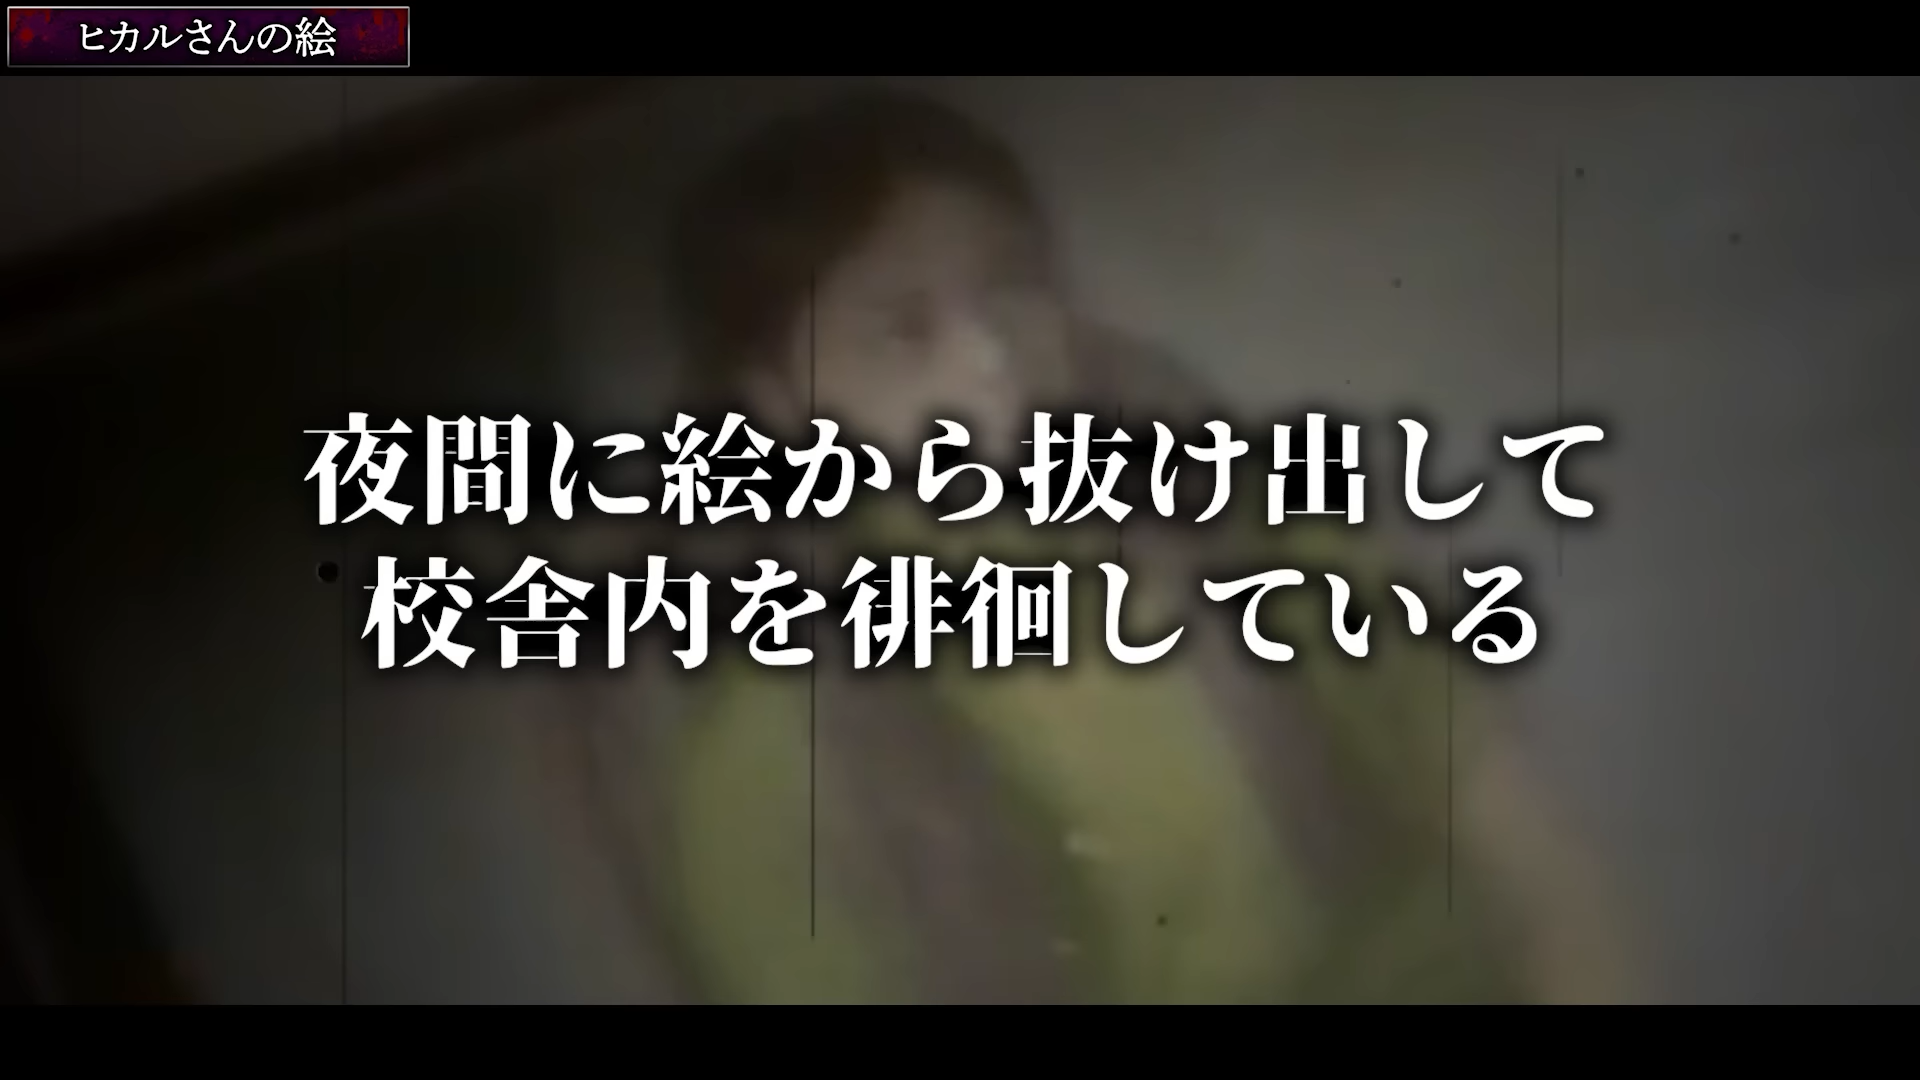 ヒカルさんの絵
夜間に絵から抜け出して
校舎内を徘徊している